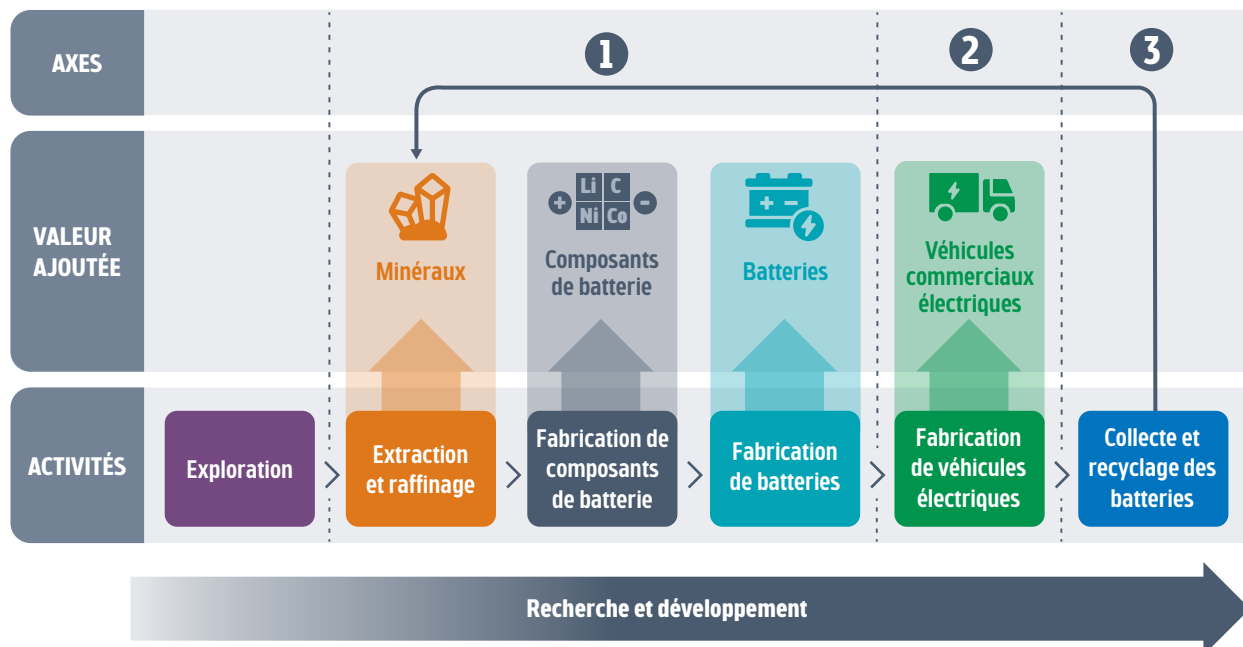 AXES
1
2
3
VALEUR
AJOUTÉE
Minéraux
+
Li C
Ni Co
-
Composants
de batterie
+ -
Batteries
Véhicules
commerciaux
électriques
ACTIVITÉS
Exploration
Extraction
et raffinage
Fabrication de
composants
de batterie
Fabrication
de batteries
Fabrication
de véhicules
électriques
Collecte et
recyclage des
batteries
Recherche et développement